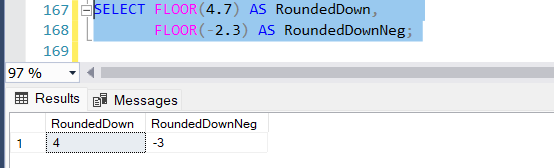 167 SELECT FLOOR(4.7) AS RoundedDown,
168 FLOOR(-2.3) AS RoundedDownNeg;
169
97 %
Results Messages
RoundedDown RoundedDownNeg
1 4 -3